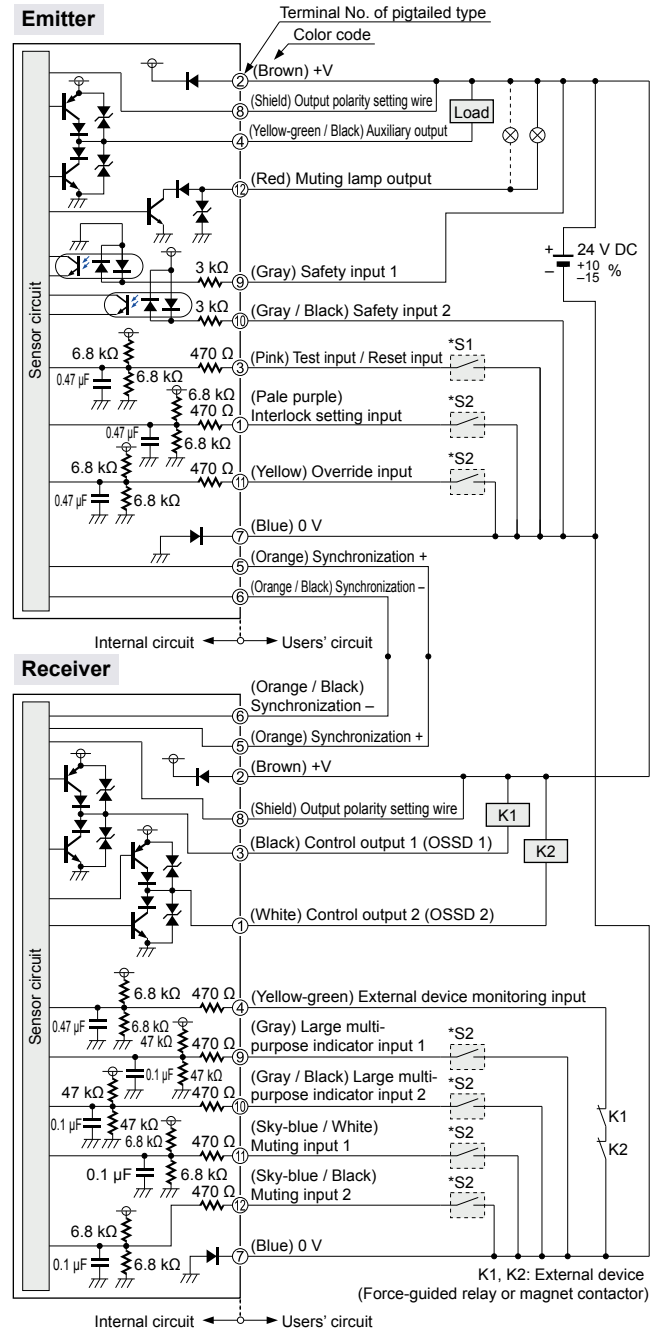 Emitter
Terminal No. of pigtailed type
Color code
Sensor circuit
② (Brown) +V
⑧ (Shield) Output polarity setting wire
Load
④ (Yellow-green / Black) Auxiliary output
⑫ (Red) Muting lamp output
+
–
24 V DC
+10
–15 %
3 kΩ ⑨ (Gray) Safety input 1
3 kΩ ⑩ (Gray / Black) Safety input 2
6.8 kΩ
470 Ω ③ (Pink) Test input / Reset input
*S1
0.47 µF
6.8 kΩ
6.8 kΩ
(Pale purple)
470 Ω ① Interlock setting input
*S2
0.47 µF
6.8 kΩ
6.8 kΩ
470 Ω ⑪ (Yellow) Override input
*S2
0.47 µF
6.8 kΩ
⑦ (Blue) 0 V
⑤ (Orange) Synchronization +
⑥ (Orange / Black) Synchronization –
Internal circuit
Users' circuit
Receiver
Sensor circuit
(Orange / Black)
⑥ Synchronization –
⑤ (Orange) Synchronization +
② (Brown) +V
⑧ (Shield) Output polarity setting wire
K1
③ (Black) Control output 1 (OSSD 1)
K2
① (White) Control output 2 (OSSD 2)
6.8 kΩ
470 Ω ④ (Yellow-green) External device monitoring input
0.47 µF
6.8 kΩ
47 kΩ
470 Ω ⑨ (Gray) Large multi-
purpose indicator input 1
*S2
0.1 µF
47 kΩ
47 kΩ
470 Ω ⑩ (Gray / Black) Large multi-
purpose indicator input 2
*S2
0.1 µF
47 kΩ
6.8 kΩ
470 Ω ⑪ (Sky-blue / White)
Muting input 1
*S2
K1
K2
0.1 µF
6.8 kΩ
470 Ω ⑫ (Sky-blue / Black)
Muting input 2
*S2
6.8 kΩ
0.1 µF
6.8 kΩ
⑦ (Blue) 0 V
K1, K2: External device
(Force-guided relay or magnet contactor)
Internal circuit
Users' circuit